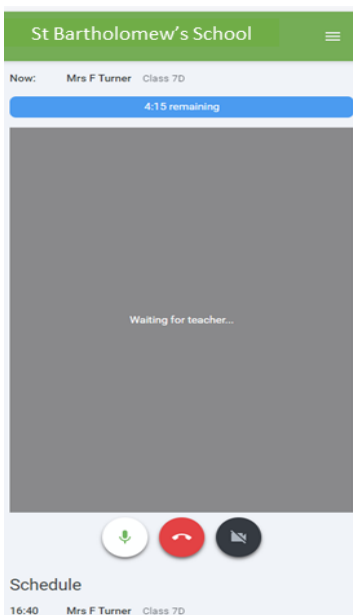 St Bartholomew's School
Now: Mrs F Turner Class 7D
4:15 remaining
Waiting for teacher...
Schedule
16:40 Mrs F Turner Class 7D